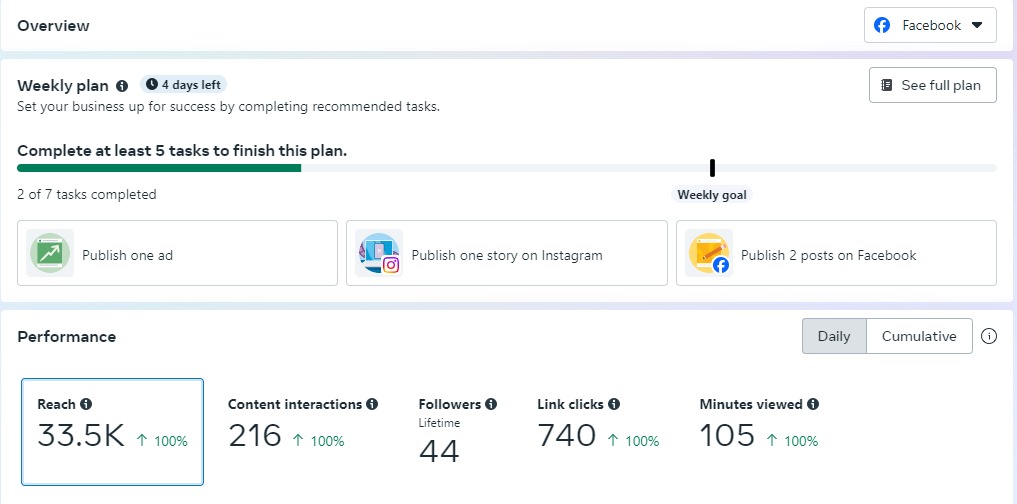 Overview
Facebook
Weekly plan
4 days left
See full plan
Set your business up for success by completing recommended tasks.
Complete at least 5 tasks to finish this plan.
2 of 7 tasks completed
Weekly goal
Publish one ad
Publish one story on Instagram
Publish 2 posts on Facebook
Performance
Daily
Cumulative
Reach
33.5K ↑ 100%
Content interactions
216 ↑ 100%
Followers
Lifetime
44
Link clicks
740 ↑ 100%
Minutes viewed
105 ↑ 100%